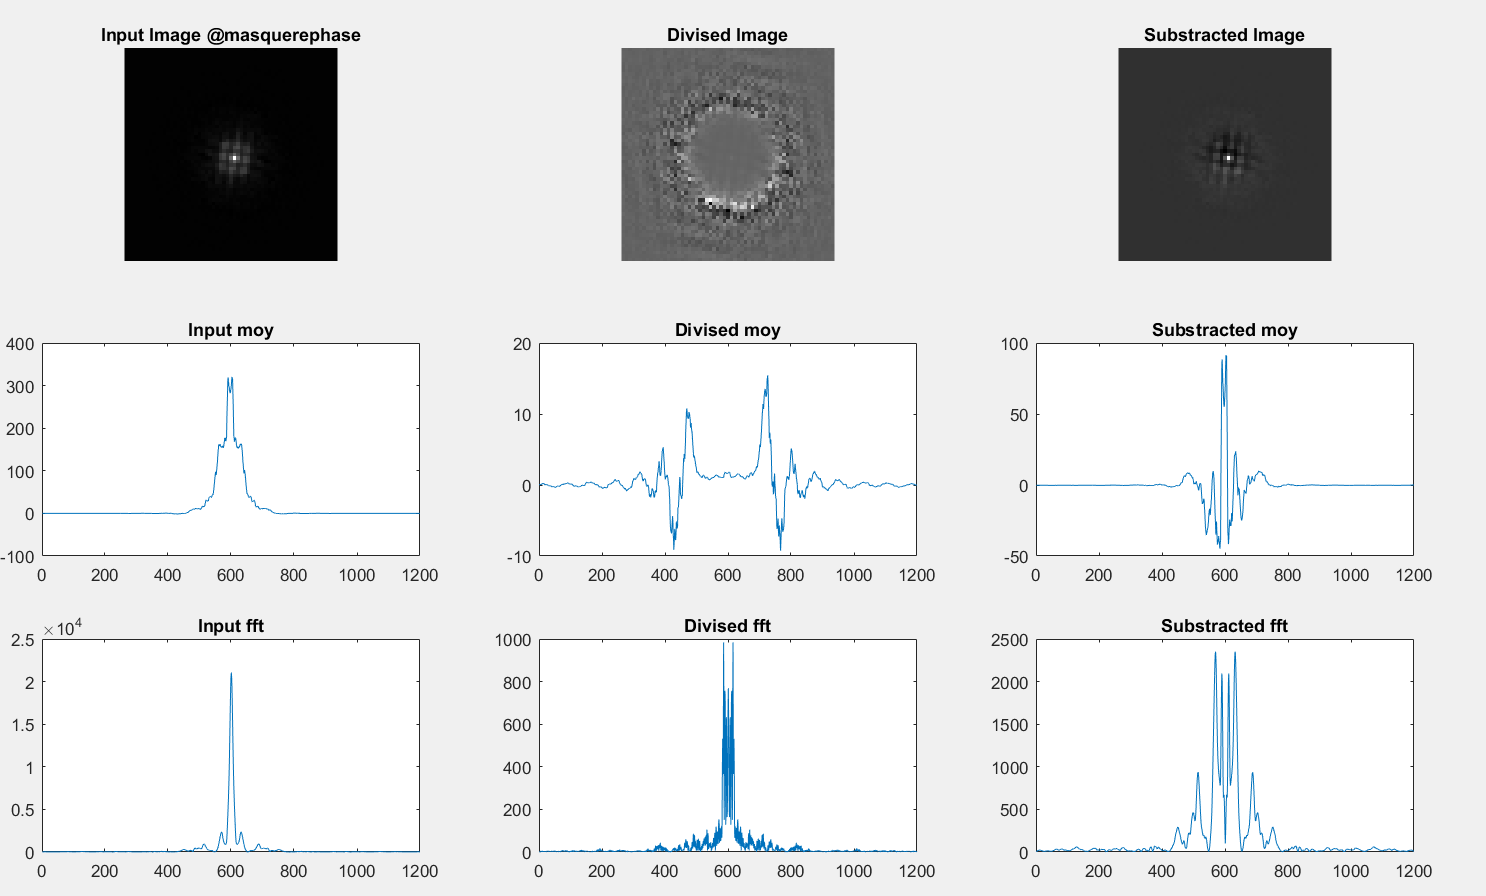 Input Image @masquerephase
Divised Image
Substracted Image
Input moy
400
300
200
100
0
-100
0 200 400 600 800 1000 1200
Divised moy
20
10
0
-10
0 200 400 600 800 1000 1200
Substracted moy
100
50
0
-50
0 200 400 600 800 1000 1200
Input fft
×10^4
2.5
2
1.5
1
0.5
0
0 200 400 600 800 1000 1200
Divised fft
1000
800
600
400
200
0
0 200 400 600 800 1000 1200
Substracted fft
2500
2000
1500
1000
500
0
0 200 400 600 800 1000 1200